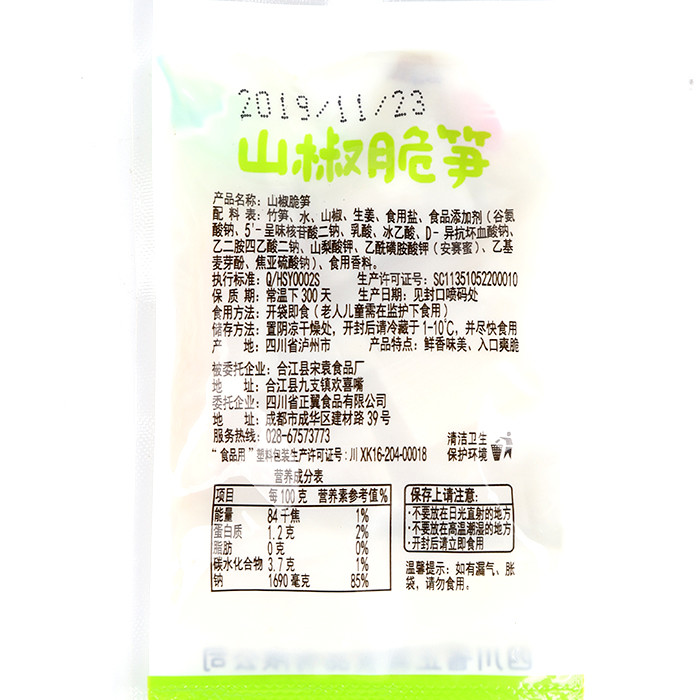 2019/11/23
山椒脆笋
产品名称：山椒脆笋
配 料 表：竹笋、水、山椒、生姜、食用盐、食品添加剂（谷氨
酸钠、5'-呈味核苷酸二钠、乳酸、冰乙酸、D-异抗坏血酸钠、
乙二胺四乙酸二钠、山梨酸钾、乙酰磺胺酸钾（安赛蜜）、乙基
麦芽酚、焦亚硫酸钠）、食用香料。
执行标准：Q/HSY0002S 生产许可证号：SC11351052200010
保 质 期：常温下300天 生产日期：见封口喷码处
食用方法：开袋即食（老人儿童需在监护下食用）
储存方法：置阴凉干燥处，开封后请冷藏于1-10℃，并尽快食用
产 地：四川省泸州市 产品特点：鲜香味美、入口爽脆
被委托企业：合江县宋袁食品厂
地 址：合江县九支镇欢喜嘴
委托企业：四川省正翼食品有限公司
地 址：成都市成华区建材路39号
服务热线：028-67573773
“食品用”塑料包装生产许可证号：川XK16-204-00018
清洁卫生
保护环境
营养成分表
项目 每100克 营养素参考值%
能量 84千焦 1%
蛋白质 1.2克 2%
脂肪 0克 0%
碳水化合物 3.7克 1%
钠 1690毫克 85%
保存上请注意：
·不要放在日光直射的地方
·不要放在高温潮湿的地方
·开封后请立即食用
温馨提示：如有漏气、胀
袋，请勿食用。